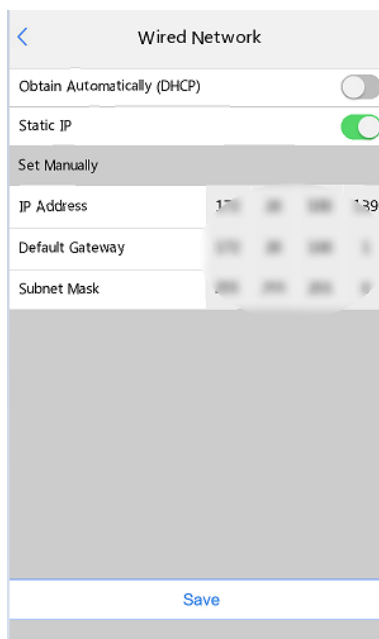 Wired Network
Obtain Automatically (DHCP)
Static IP
Set Manually
IP Address
Default Gateway
Subnet Mask
Save